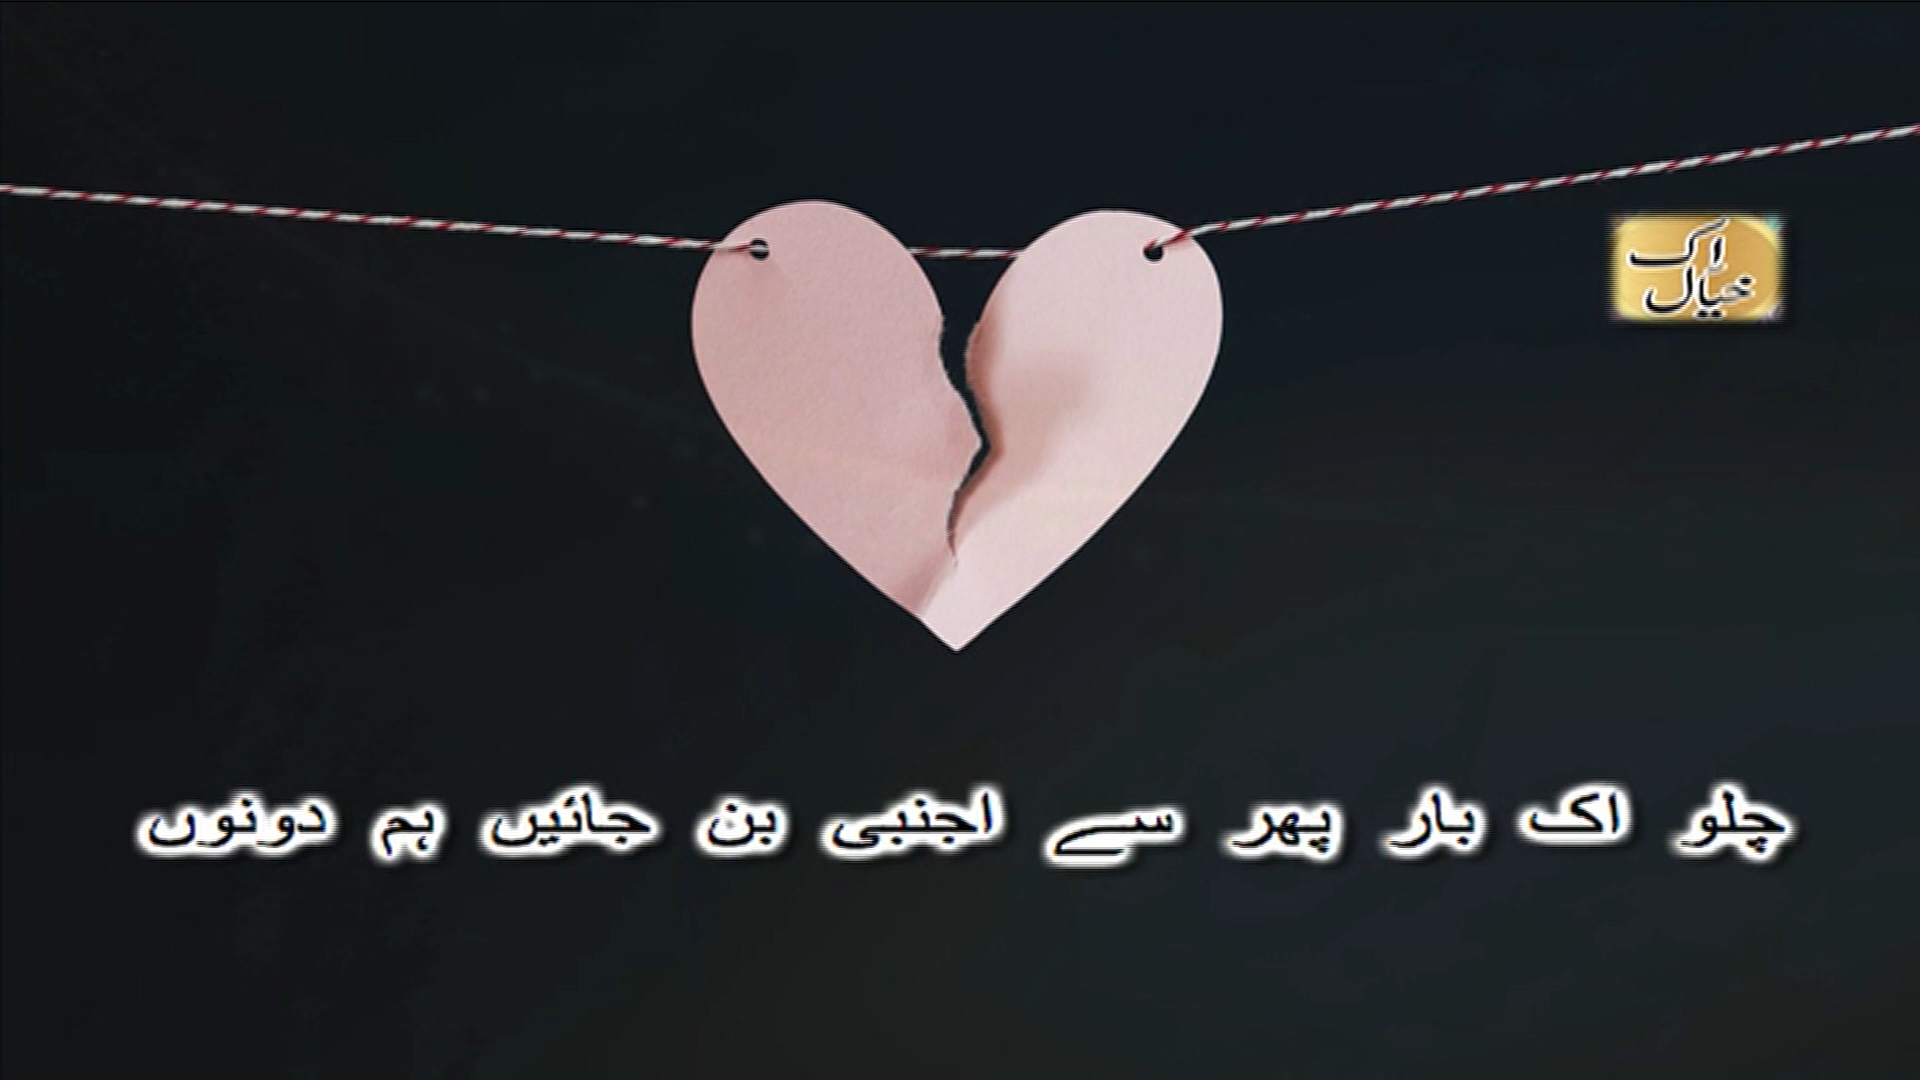 اک
خیال
چلو اک بار پھر سے اجنبی بن جائیں ہم دونوں